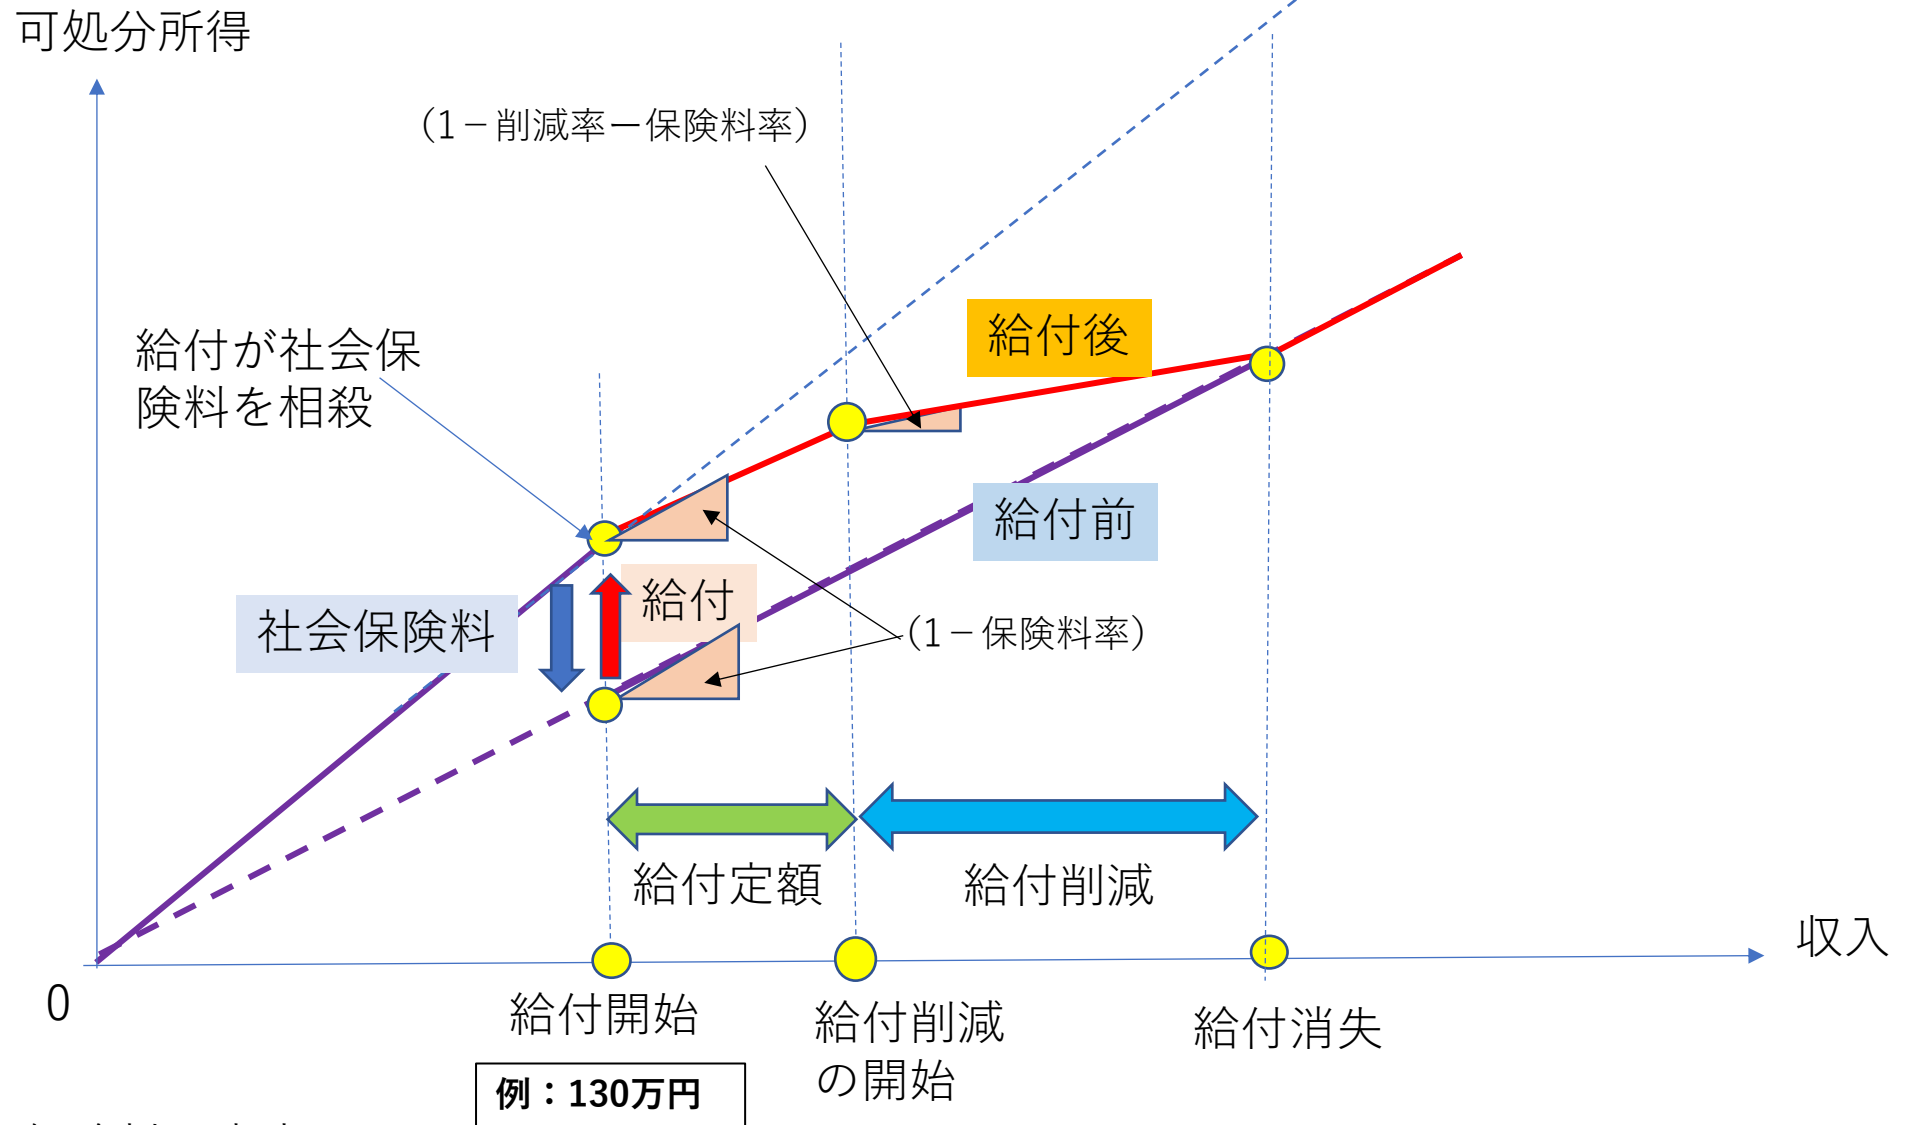 可処分所得
(1－削減率ー保険料率)
給付が社会保
険料を相殺
給付後
給付前
給付
社会保険料
(1－保険料率)
給付定額
給付削減
収入
0
給付開始
給付削減
の開始
給付消失
例：130万円